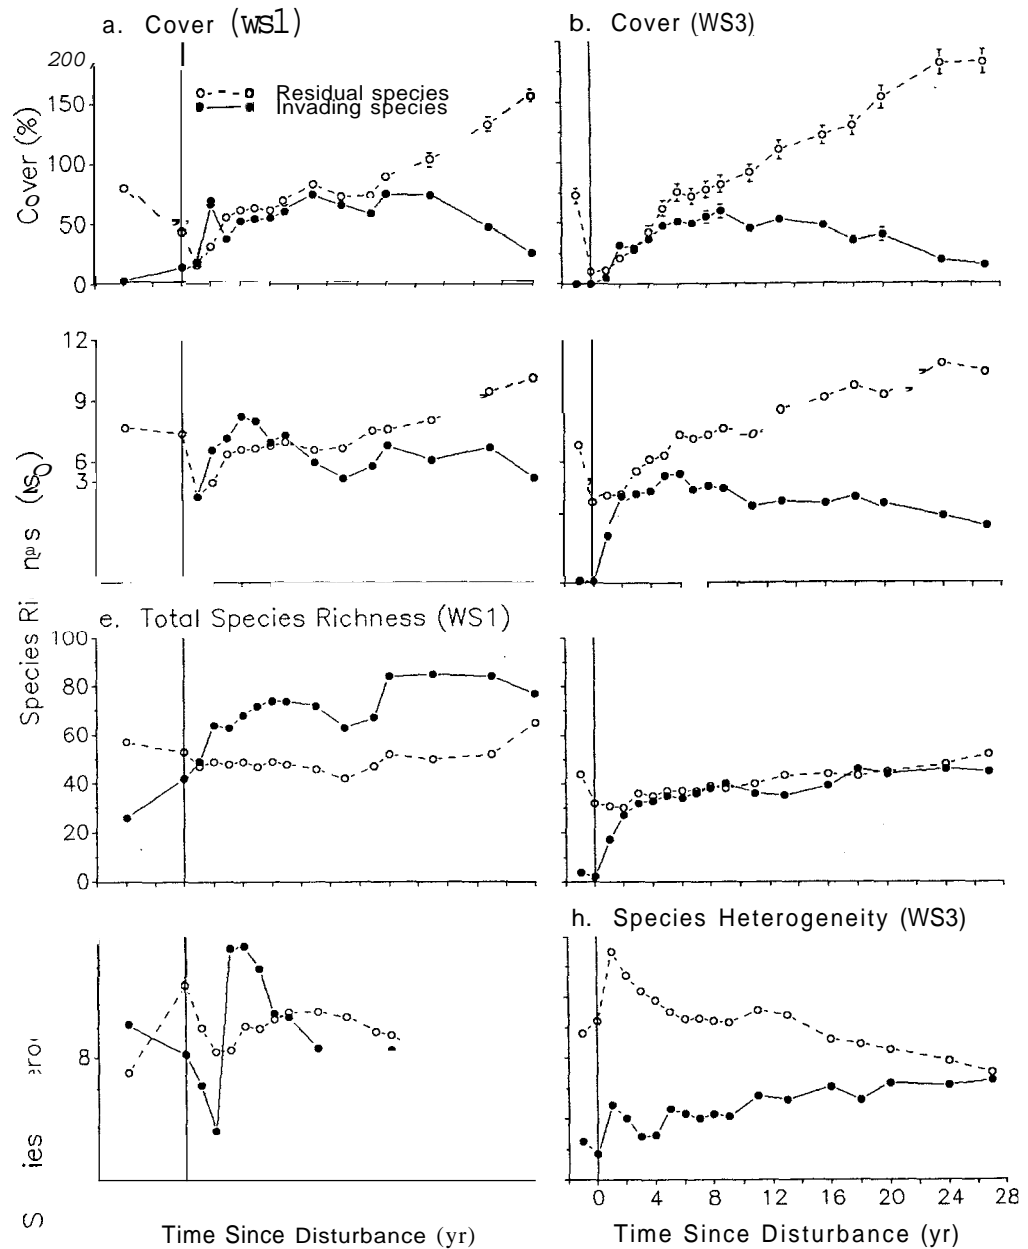 a. Cover (WS1)
b. Cover (WS3)
Residual species
Invading species
Cover (%)
200
150
100
50
0
12
9
6
3
e. Total Species Richness (WS1)
Species Ri
100
80
60
40
20
0
h. Species Heterogeneity (WS3)
8
ies
S
0 4 8 12 16 20 24 28
Time Since Disturbance (yr)
Time Since Disturbance (yr)